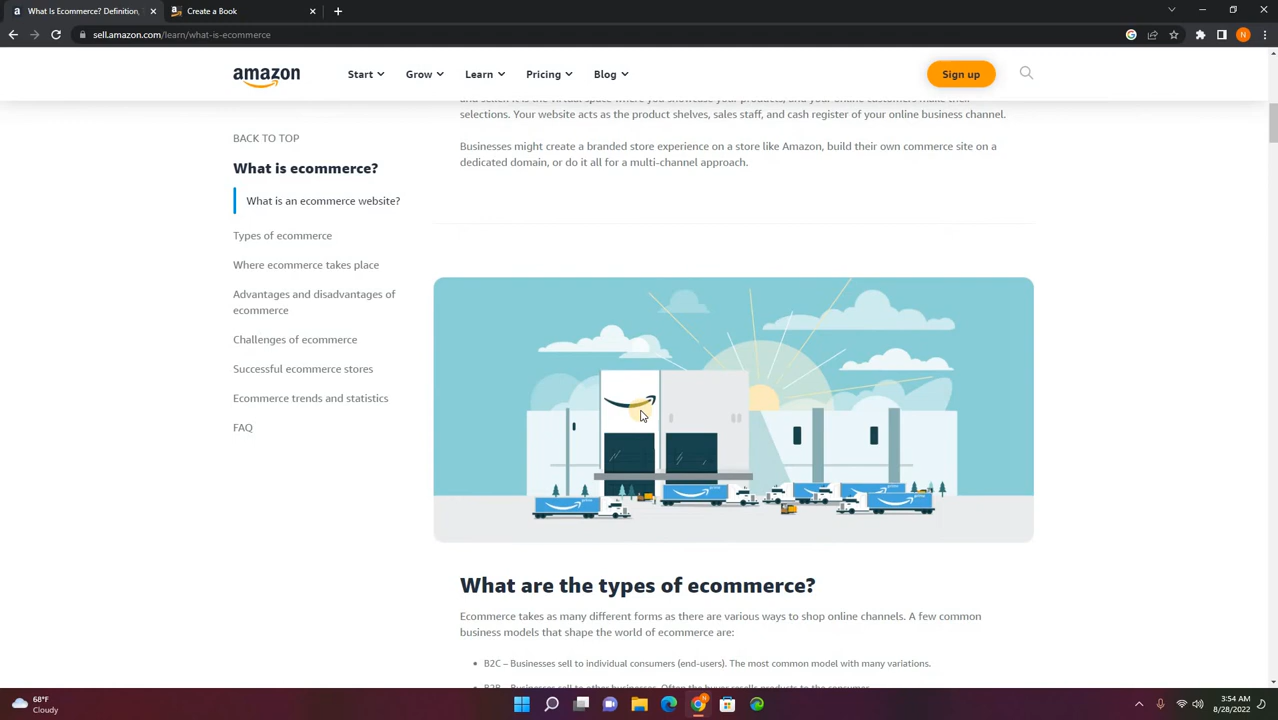 What Is Ecommerce? Definition,
Create a Book
sell.amazon.com/learn/what-is-ecommerce
N
amazon
Start
Grow
Learn
Pricing
Blog
Sign up
and seller. It is the virtual space where you showcase your products, and your online customers make their
selections. Your website acts as the product shelves, sales staff, and cash register of your online business channel.
Businesses might create a branded store experience on a store like Amazon, build their own commerce site on a
dedicated domain, or do it all for a multi-channel approach.
BACK TO TOP
What is ecommerce?
What is an ecommerce website?
Types of ecommerce
Where ecommerce takes place
Advantages and disadvantages of
ecommerce
Challenges of ecommerce
Successful ecommerce stores
Ecommerce trends and statistics
FAQ
What are the types of ecommerce?
Ecommerce takes as many different forms as there are various ways to shop online channels. A few common
business models that shape the world of ecommerce are:
• B2C – Businesses sell to individual consumers (end-users). The most common model with many variations.
• B2B – Businesses sell to other businesses. Often the buyer resells products to the consumer.
68°F
Cloudy
3:54 AM
8/28/2022